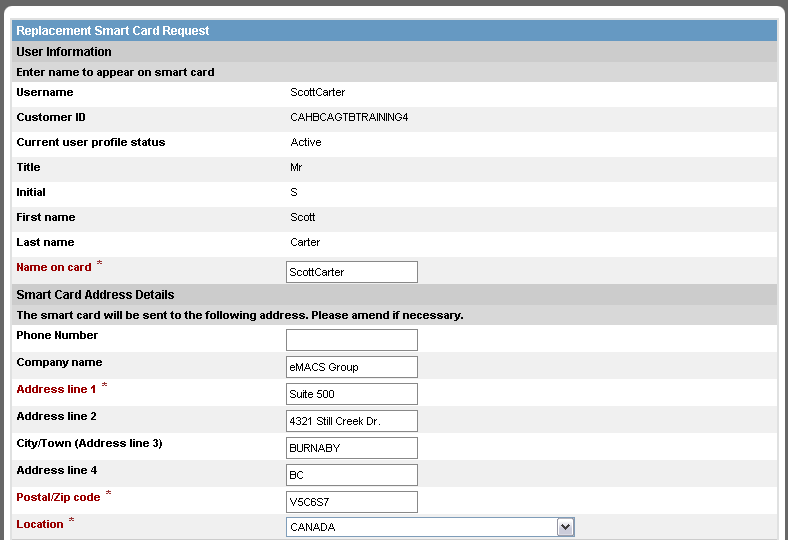 Replacement Smart Card Request
User Information
Enter name to appear on smart card
Username ScottCarter
Customer ID CAHBCAGTBTRAINING4
Current user profile status Active
Title Mr
Initial S
First name Scott
Last name Carter
Name on card * ScottCarter
Smart Card Address Details
The smart card will be sent to the following address. Please amend if necessary.
Phone Number
Company name eMACS Group
Address line 1 * Suite 500
Address line 2 4321 Still Creek Dr.
City/Town (Address line 3) BURNABY
Address line 4 BC
Postal/Zip code * V5C6S7
Location * CANADA